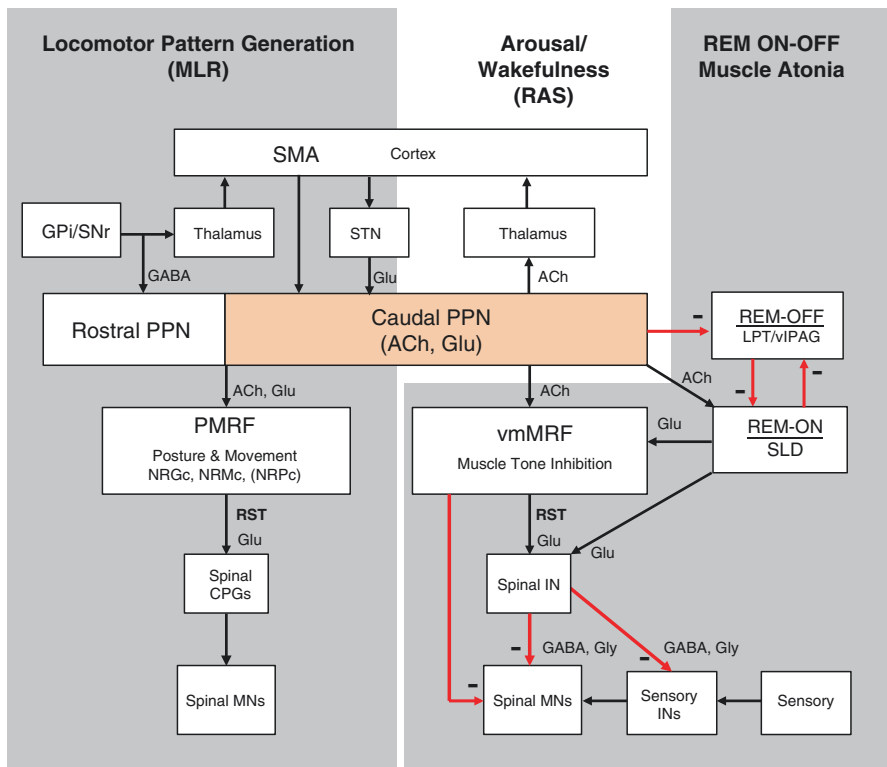 Locomotor Pattern Generation
(MLR)
Arousal/
Wakefulness
(RAS)
REM ON-OFF
Muscle Atonia
SMA Cortex
GPi/SNr
Thalamus
STN
Thalamus
GABA
Glu
ACh
Rostral PPN
Caudal PPN
(ACh, Glu)
-
REM-OFF
LPT/vlPAG
ACh, Glu
ACh
ACh
-
-
PMRF
Posture & Movement
NRGc, NRMc, (NRPc)
vmMRF
Muscle Tone Inhibition
Glu
REM-ON
SLD
RST
Glu
RST
Glu
Glu
Spinal
CPGs
Spinal IN
-
GABA, Gly
-
GABA, Gly
-
Spinal MNs
Spinal MNs
Sensory
INs
Sensory